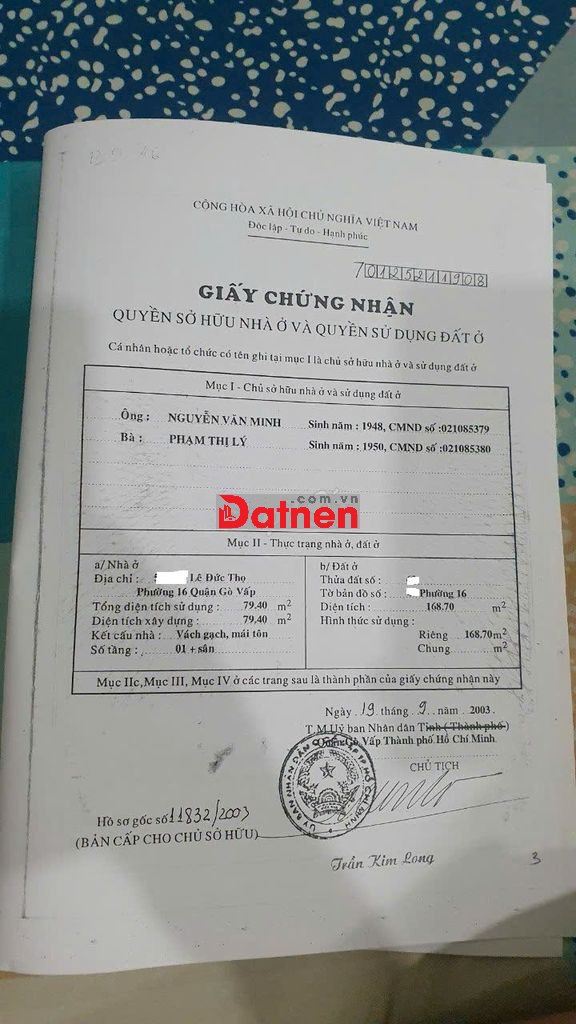 CỘNG HÒA XÃ HỘI CHỦ NGHĨA VIỆT NAM
Độc lập - Tự do - Hạnh phúc
70125211908
GIẤY CHỨNG NHẬN
QUYỀN SỞ HỮU NHÀ Ở VÀ QUYỀN SỬ DỤNG ĐẤT Ở
Cá nhân hoặc tổ chức có tên ghi tại mục I là chủ sở hữu nhà ở và sử dụng đất ở
Mục I - Chủ sở hữu nhà ở và sử dụng đất ở
Ông : NGUYỄN VĂN MINH Sinh năm : 1948, CMND số :021085379
Bà : PHẠM THỊ LÝ Sinh năm : 1950, CMND số :021085380
.com.vn
Datnen
Mục II - Thực trạng nhà ở, đất ở
a/ Nhà ở
Địa chỉ : Lê Đức Thọ
Phường 16 Quận Gò Vấp
Tổng diện tích sử dụng : 79.40 m2
Diện tích xây dựng : 79.40 m2
Kết cấu nhà : Vách gạch, mái tôn
Số tầng : 01 + sân
b/ Đất ở
Thửa đất số :
Tờ bản đồ số : Phường 16
Diện tích : 168.70 m2
Hình thức sử dụng :
Riêng 168.70m2
Chung m2
Mục IIc,Mục III, Mục IV ở các trang sau là thành phần của giấy chứng nhận này
Ngày 19 tháng 9 năm 2003.
T.M Uỷ ban Nhân dân Tỉnh ( Thành phố )
Gò Vấp Thành phố Hồ Chí Minh
CHỦ TỊCH
Hồ sơ gốc số 11832/2003
(BẢN CẤP CHO CHỦ SỞ HỮU)
Trần Kim Long
3